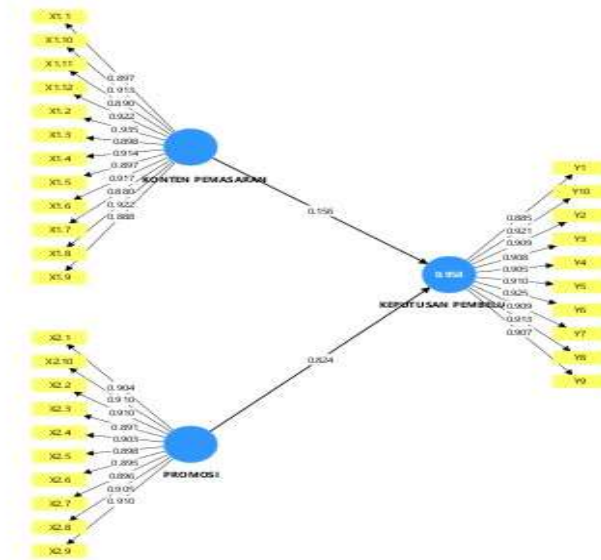 X1.1
X1.10
X1.11
X1.12
X1.2
X1.3
X1.4
X1.5
X1.6
X1.7
X1.8
X1.9
0.897
0.913
0.890
0.922
0.935
0.898
0.914
0.897
0.917
0.880
0.922
0.888
KONTEN PEMASARAN
0.156
X2.1
X2.10
X2.2
X2.3
X2.4
X2.5
X2.6
X2.7
X2.8
X2.9
0.904
0.910
0.910
0.891
0.903
0.898
0.895
0.896
0.905
0.910
PROMOSI
0.824
KEPUTUSAN PEMBELI
0.885
0.921
0.909
0.908
0.905
0.910
0.925
0.909
0.913
0.907
Y1
Y10
Y2
Y3
Y4
Y5
Y6
Y7
Y8
Y9